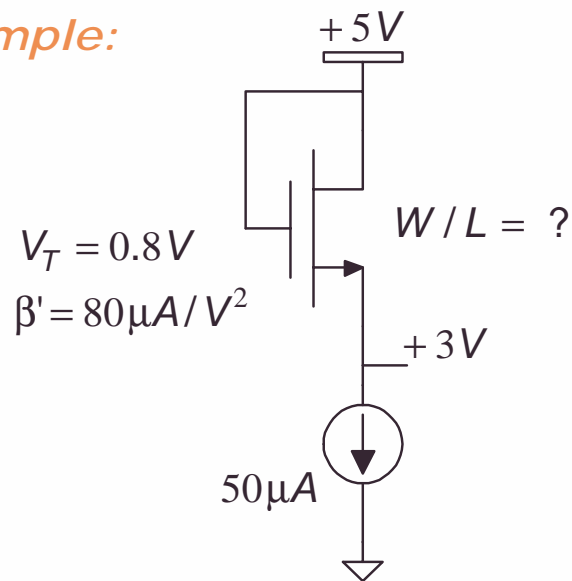 mple:
+5V
W / L = ?
V_T = 0.8V
β' = 80μA / V²
+3V
50μA